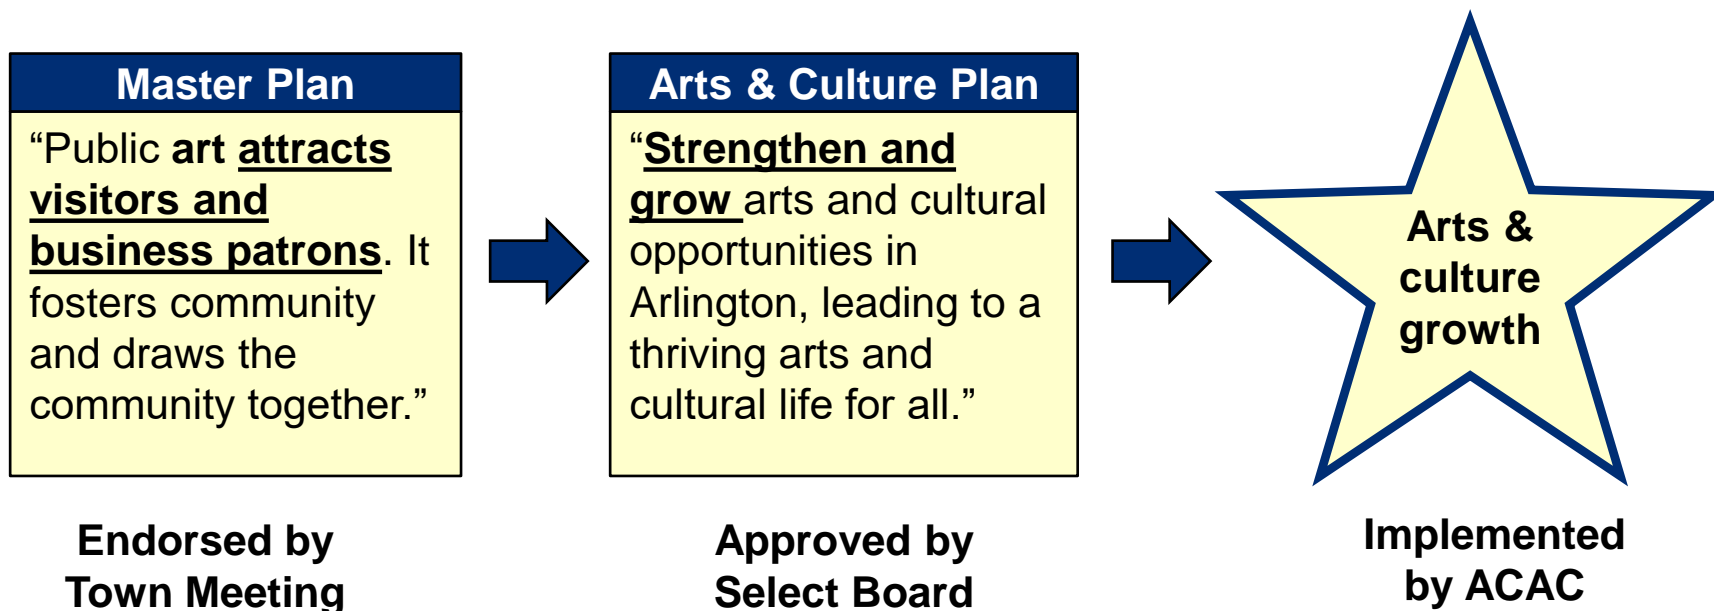 Master Plan
“Public art attracts
visitors and
business patrons. It
fosters community
and draws the
community together.”
Endorsed by
Town Meeting
Arts & Culture Plan
“Strengthen and
grow arts and cultural
opportunities in
Arlington, leading to a
thriving arts and
cultural life for all.”
Approved by
Select Board
Arts &
culture
growth
Implemented
by ACAC